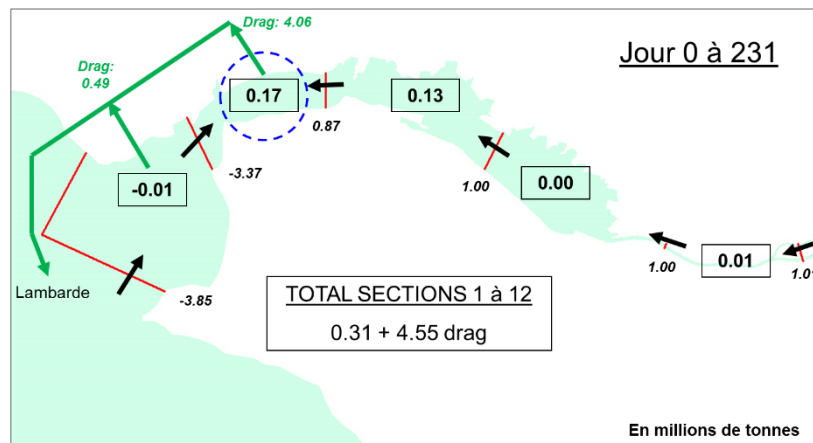 Drag: 4.06
Jour 0 à 231
Drag:
0.49
0.17
0.13
0.87
-3.37
1.00
-0.01
0.00
1.00
0.01
1.01
Lambarde
-3.85
TOTAL SECTIONS 1 à 12
0.31 + 4.55 drag
En millions de tonnes